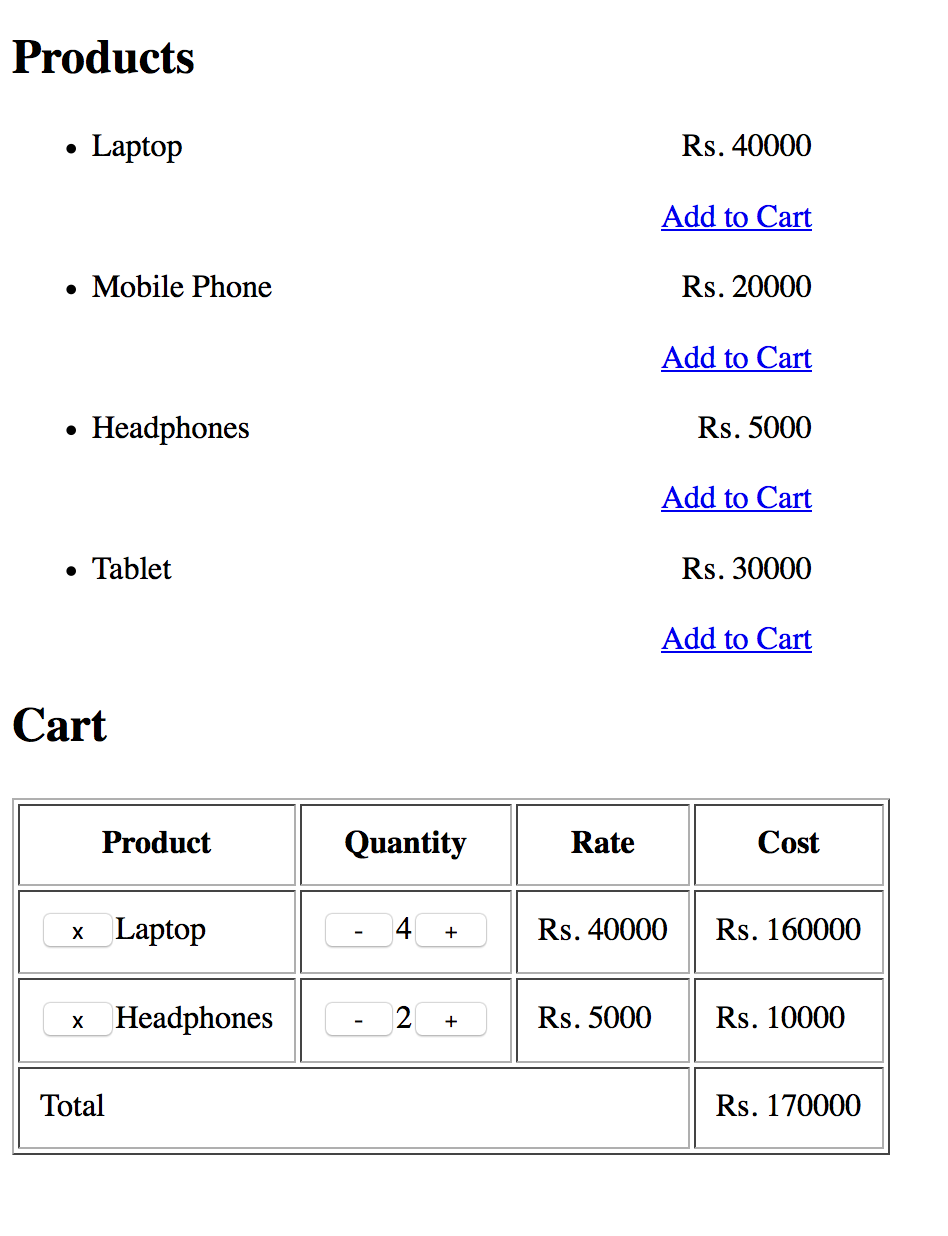 Products
• Laptop Rs. 40000
Add to Cart
• Mobile Phone Rs. 20000
Add to Cart
• Headphones Rs. 5000
Add to Cart
• Tablet Rs. 30000
Add to Cart
Cart
Product Quantity Rate Cost
x Laptop - 4 + Rs. 40000 Rs. 160000
x Headphones - 2 + Rs. 5000 Rs. 10000
Total Rs. 170000